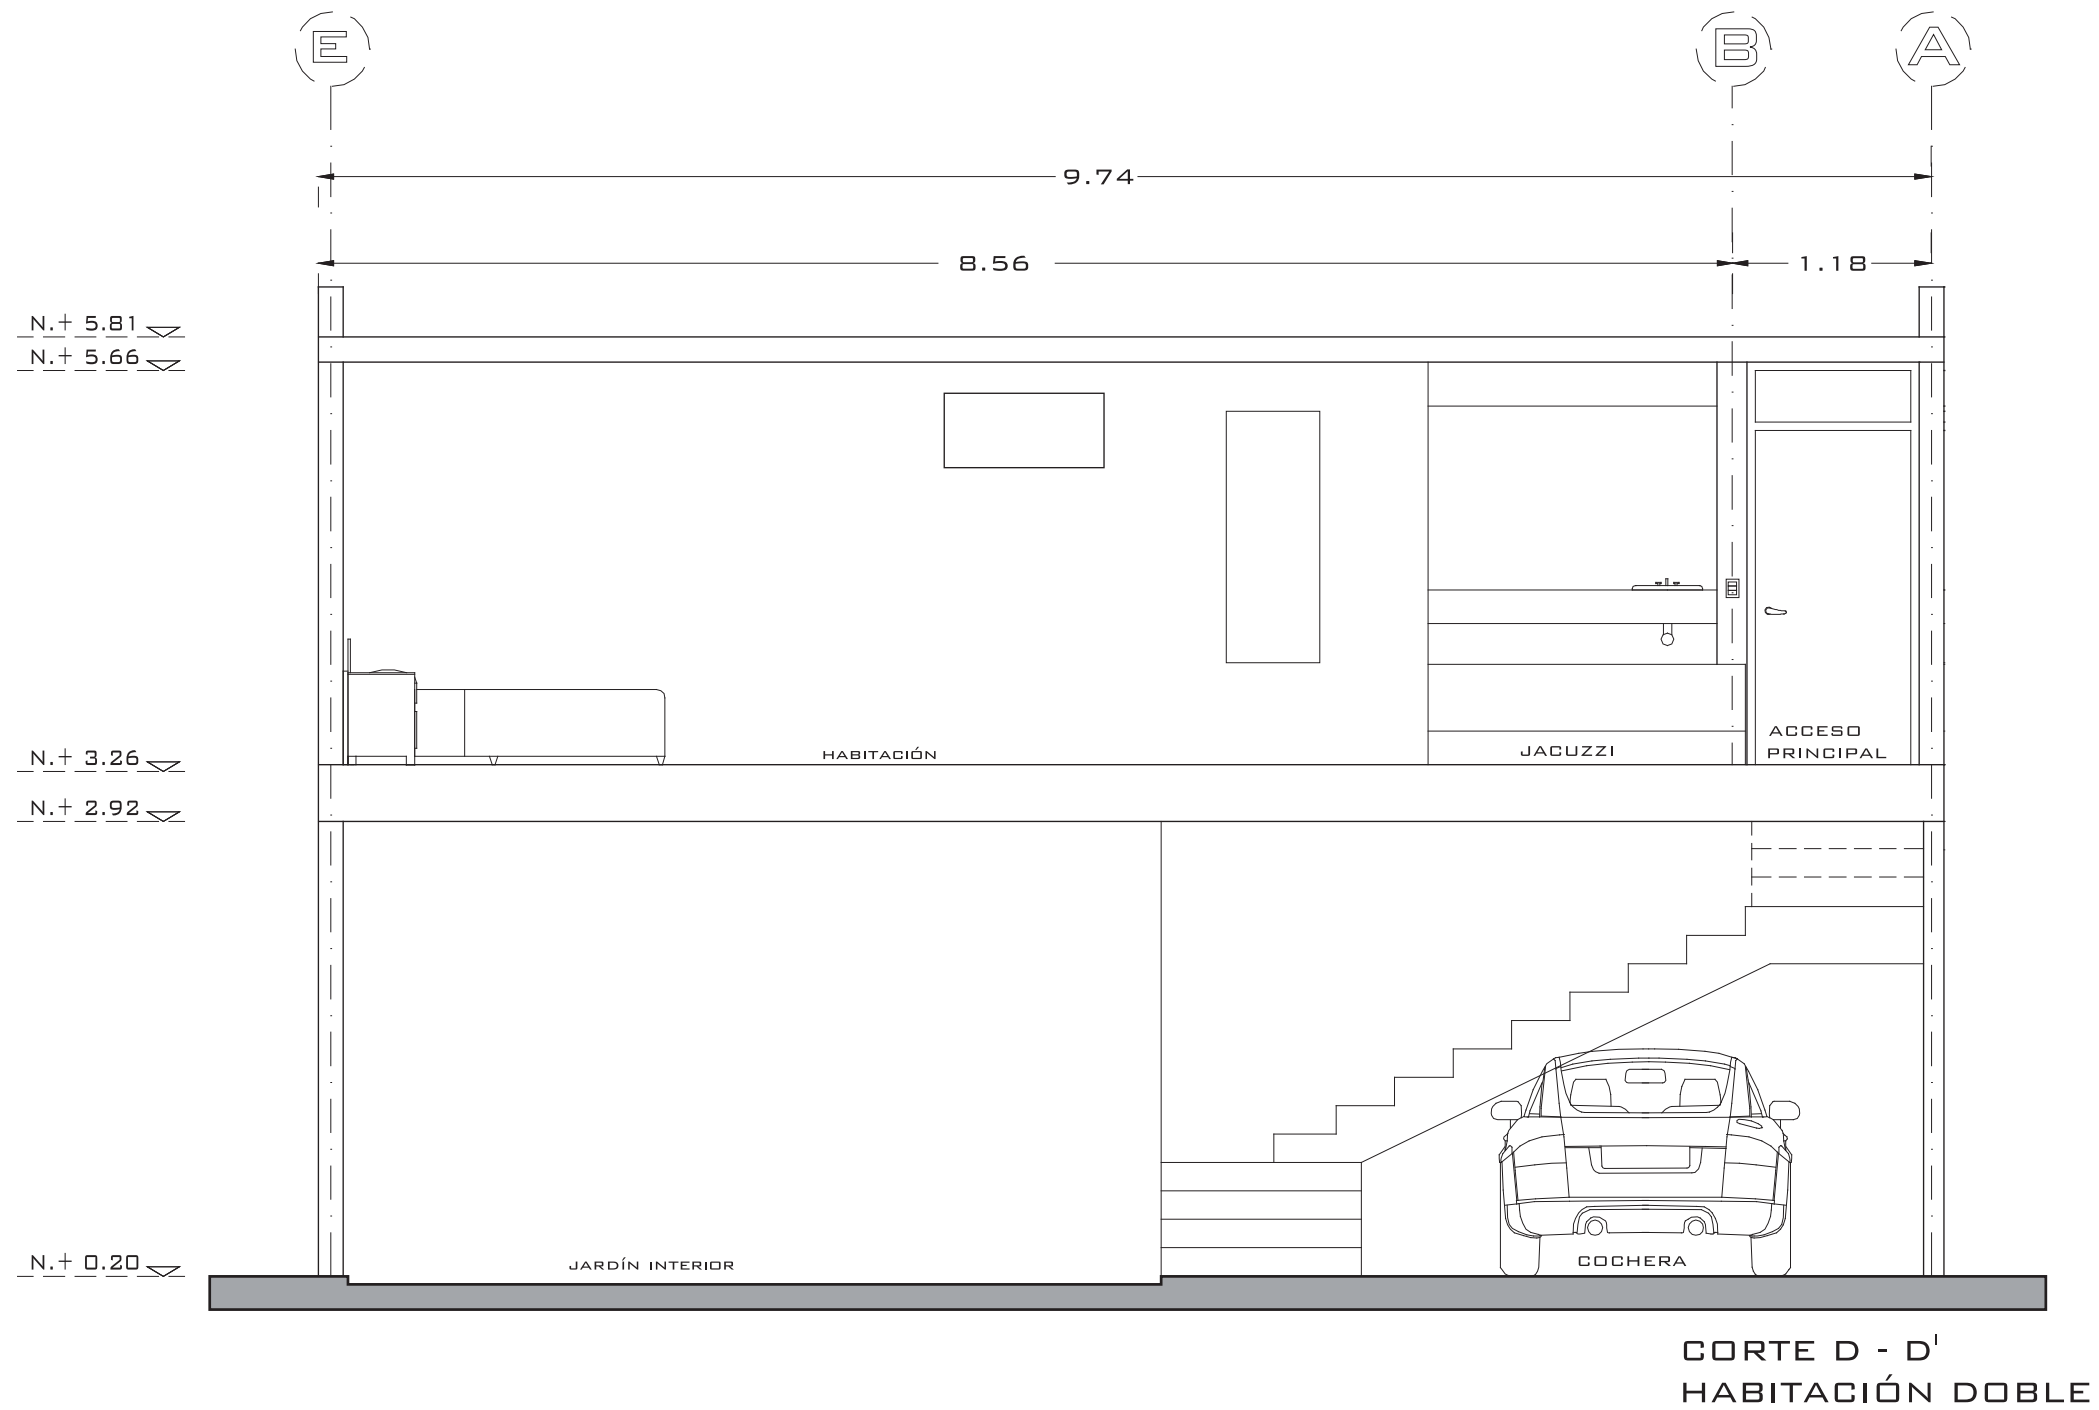 E
B
A
9.74
8.56
1.18
N.+ 5.81
N.+ 5.66
N.+ 3.26
N.+ 2.92
N.+ 0.20
HABITACIÓN
JACUZZI
ACCESO
PRINCIPAL
JARDÍN INTERIOR
COCHERA
CORTE D - D'
HABITACIÓN DOBLE